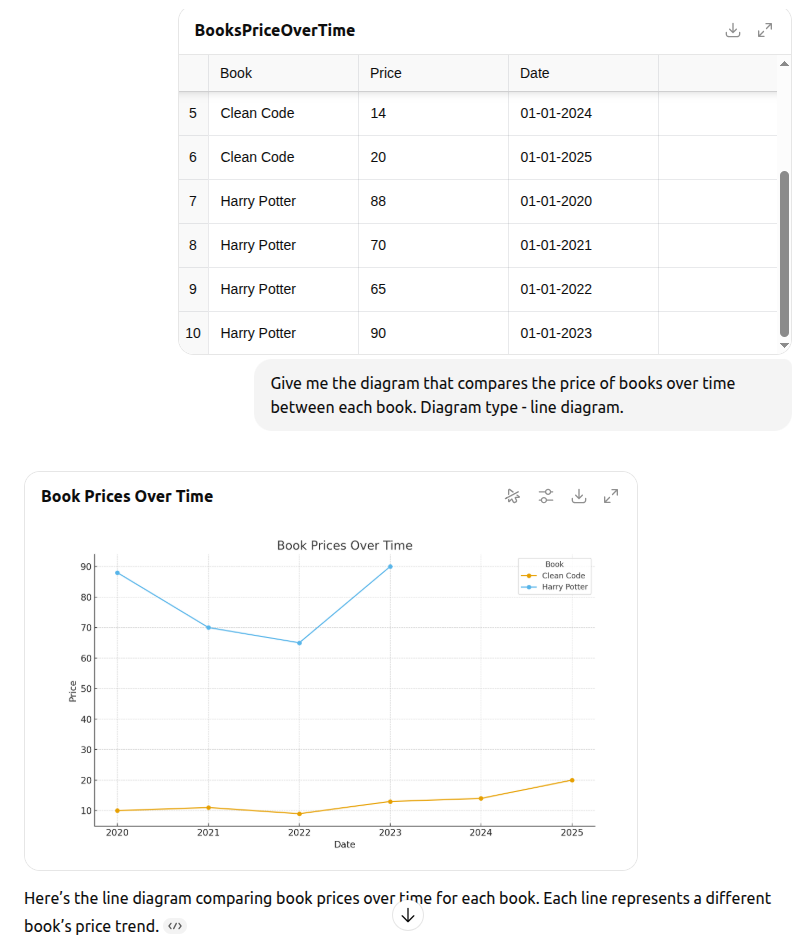 BooksPriceOverTime
Book Price Date
5 Clean Code 14 01-01-2024
6 Clean Code 20 01-01-2025
7 Harry Potter 88 01-01-2020
8 Harry Potter 70 01-01-2021
9 Harry Potter 65 01-01-2022
10 Harry Potter 90 01-01-2023
Give me the diagram that compares the price of books over time
between each book. Diagram type - line diagram.
Book Prices Over Time
Book Prices Over Time
Book
Clean Code
Harry Potter
90
80
70
60
50
40
30
20
10
Price
2020 2021 2022 2023 2024 2025
Date
Here's the line diagram comparing book prices over time for each book. Each line represents a different
book's price trend. </>